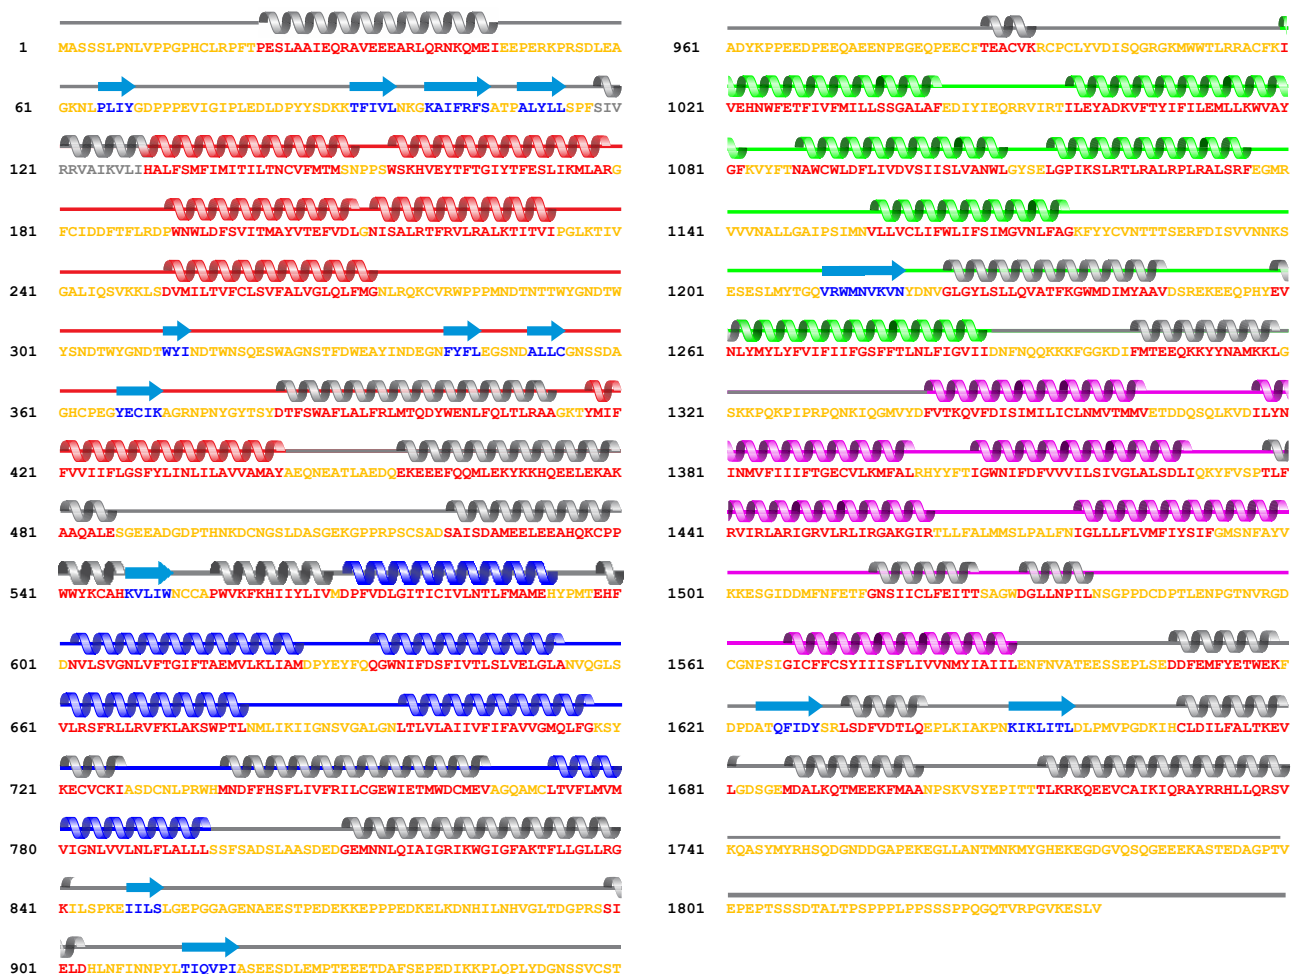 1 MASSSLPNLVPPGPHCLRPFTPESLAAIEQRAVEEEARLQRNKQMEIEEPERKPRSDLEA
61 GKNLPLIYGDPPPEVIGIPLEDLDPYYSDKKTFIVLNKGKAIFRFSATPALYLLSPFSIV
121 RRVAIKVLIHALFSMFIMITILTNCVFMTMSNPPSWSKHVEYTFTGIYTFESLIKMLARG
181 FCIDDFTFLRDPWNWLDFSVITMAYVTEFVDLGNISALRTFRVLRALKTITVIPGLKTIV
241 GALIQSVKKLSDVMILTVFCLSVFALVGLQLFMGNLRQKCVRWPPPMNDTNTTWYGNDTW
301 YSNDTWYGNDTWYINDTWNSQESWAGNSTFDWEAYINDEGNFYFLEGSNDALLCGNSSDA
361 GHCPEGYECIKAGRNPNYGYTSYDTFSWAFLALFRLMTQDYWENLFQLTLRAAGKTYMIF
421 FVVIIFLGSFYLINLILAVVAMAYAEQNEATLAEDQEKEEEFQQMLEKYKKHQEELEKAK
481 AAQALESGEEADGDPTHNKDCNGSLDASGEKGPPRPSCSADSAISDAMEELEEAHQKCPP
541 WWYKCAHKVLIWNCCAPWVKFKHIIYLIVMDPFVDLGITICIVLNTLFMAMEHYPMTEHF
601 DNVLSVGNLVFTGIFTAEMVLKLIAMDPYEYFQQGWNIFDSFIVTLSLVELGLANVQGLS
661 VLRSFRLLRVFKLAKSWPTLNMLIKIIGNSVGALGNLTLVLAIIVFIFAVVGMQLFGKSY
721 KECVCKIASDCNLPRWHMNDFFHSFLIVFRILCGEWIETMWDCMEVAGQAMCLTVFLMVM
780 VIGNLVVLNLFLALLLSSFSADSLAASDEDGEMNNLQIAIGRIKWGIGFAKTFLLGLLRG
841 KILSPKEIILSLGEPGGAGENAEESTPEDEKKEPPPEDKELKDNHILNHVGLTDGPRSSI
901 ELDHLNFINNPYLTIQVPIASEESDLEMPTEEETDAFSEPEDIKKPLQPLYDGNSSVCST
961 ADYKPPEEDPEEQAEENPEGEQPEECFTEACVKRCPCLYVDISQGRGKMWWTLRRACFKI
1021 VEHNWFETFIVFMILLSSGALAFEDIYIEQRRVIRTILEYADKVFTYIFILEMLLKWVAY
1081 GFKVYFTNAWCWLDFLIVDVSIISLVANWLGYSELGPIKSLRTLRALRPLRALSRFEGMR
1141 VVVNALLGAIPSIMNVLLVCLIFWLIFSIMGVNLFAGKFYYCVNTTTSERFDISVVNNKS
1201 ESESLMYTGQVRWMNVKVNYDNVGLGYLSLLQVATFKGWMDIMYAAVDSREKEEQPHYEV
1261 NLYMYLYFVIFIIFGSFFTLNLFIGVIIDNFNQQKKKFGGKDIFMTEEQKKYYNAMKKLG
1321 SKKPQKPIPRPQNKIQGMVYDFVTKQVFDISIMILICLNMVTMMVETDDQSQLKVDILYN
1381 INMVFIIIFTGECVLKMFALRHYYFTIGWNIFDFVVVILSIVGLALSDLIQKYFVSPTLF
1441 RVIRLARIGRVLRLIRGAKGIRTLLFALMMSLPALFNIGLLLFLVMFIYSIFGMSNFAYV
1501 KKESGIDDMFNFETFGNSIICLFEITTSAGWDGLLNPILNSGPPDCDPTLENPGTNVRGD
1561 CGNPSIGICFFCSYIIISFLIVVNMYIAIILENFNVATEESSEPLSEDDFEMFYETWEKF
1621 DPDATQFIDYSRLSDFVDTLQEPLKIAKPNKIKLITLDLPMVPGDKIHCLDILFALTKEV
1681 LGDSGEMDALKQTMEEKFMAANPSKVSYEPITTTLKRKQEEVCAIKIQRAYRRHLLQRSV
1741 KQASYMYRHSQDGNDDGAPEKEGLLANTMNKMYGHEKEGDGVQSQGEEEKASTEDAGPTV
1801 EPEPTSSSDTALTPSPPPLPPSSSPPQGQTVRPGVKESLV